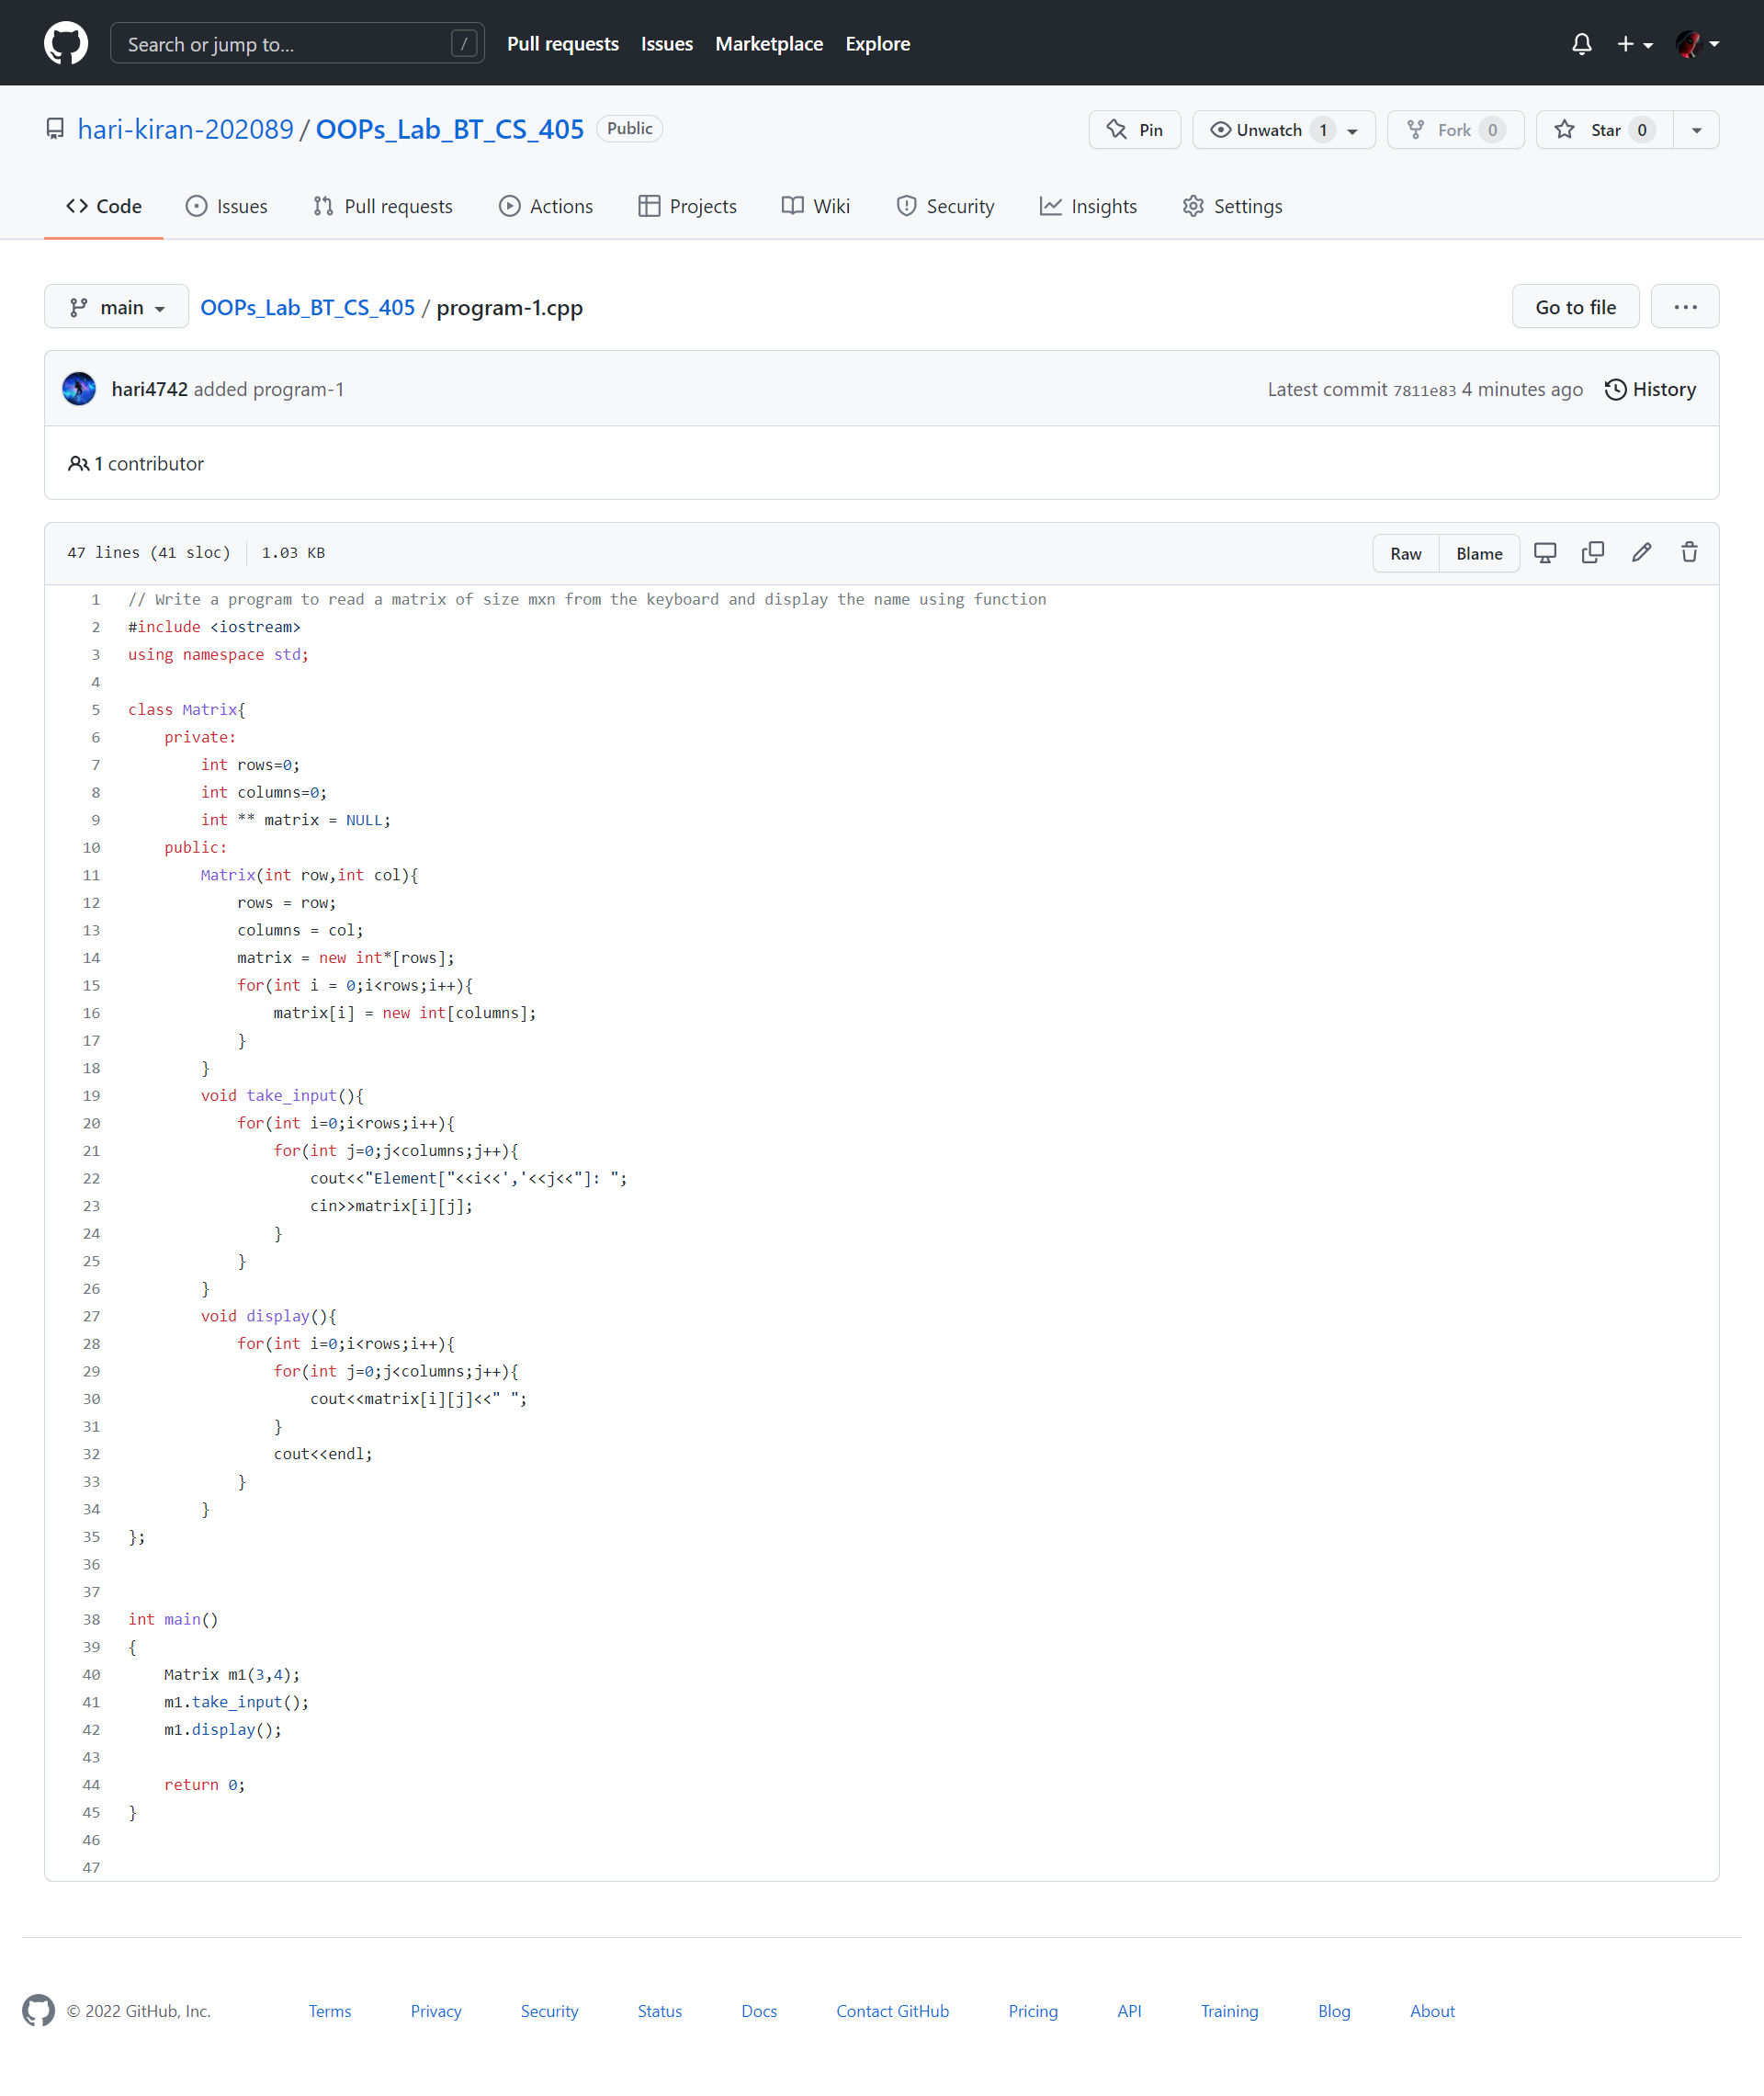 Search or jump to... / Pull requests Issues Marketplace Explore
hari-kiran-202089 / OOPs_Lab_BT_CS_405 Public Pin Unwatch 1 Fork 0 Star 0
Code Issues Pull requests Actions Projects Wiki Security Insights Settings
main OOPs_Lab_BT_CS_405 / program-1.cpp Go to file ...
hari4742 added program-1 Latest commit 7811e83 4 minutes ago History
1 contributor
47 lines (41 sloc) 1.03 KB Raw Blame
1 // Write a program to read a matrix of size mxn from the keyboard and display the name using function
2 #include <iostream>
3 using namespace std;
4
5 class Matrix{
6     private:
7         int rows=0;
8         int columns=0;
9         int ** matrix = NULL;
10     public:
11         Matrix(int row,int col){
12             rows = row;
13             columns = col;
14             matrix = new int*[rows];
15             for(int i = 0;i<rows;i++){
16                 matrix[i] = new int[columns];
17             }
18         }
19         void take_input(){
20             for(int i=0;i<rows;i++){
21                 for(int j=0;j<columns;j++){
22                     cout<<"Element["<<i<<','<<j<<"]: ";
23                     cin>>matrix[i][j];
24                 }
25             }
26         }
27         void display(){
28             for(int i=0;i<rows;i++){
29                 for(int j=0;j<columns;j++){
30                     cout<<matrix[i][j]<<" ";
31                 }
32                 cout<<endl;
33             }
34         }
35 };
36
37
38 int main()
39 {
40     Matrix m1(3,4);
41     m1.take_input();
42     m1.display();
43
44     return 0;
45 }
46
47
© 2022 GitHub, Inc. Terms Privacy Security Status Docs Contact GitHub Pricing API Training Blog About